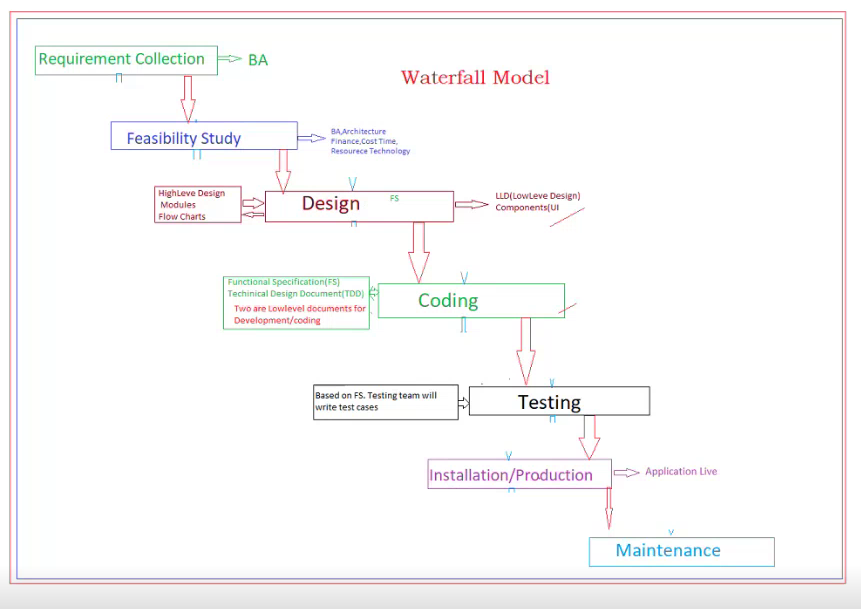 Requirement Collection
BA
Waterfall Model
Feasibility Study
BA,Architecture
Finance,Cost Time,
Resourece Technology
HighLeve Design
Modules
Flow Charts
Design
FS
LLD(LowLeve Design)
Components(UI
Functional Specification(FS)
Techinical Design Document(TDD)
Two are Lowlevel documents for
Development/coding
Coding
Based on FS. Testing team will
write test cases
Testing
Installation/Production
Application Live
Maintenance